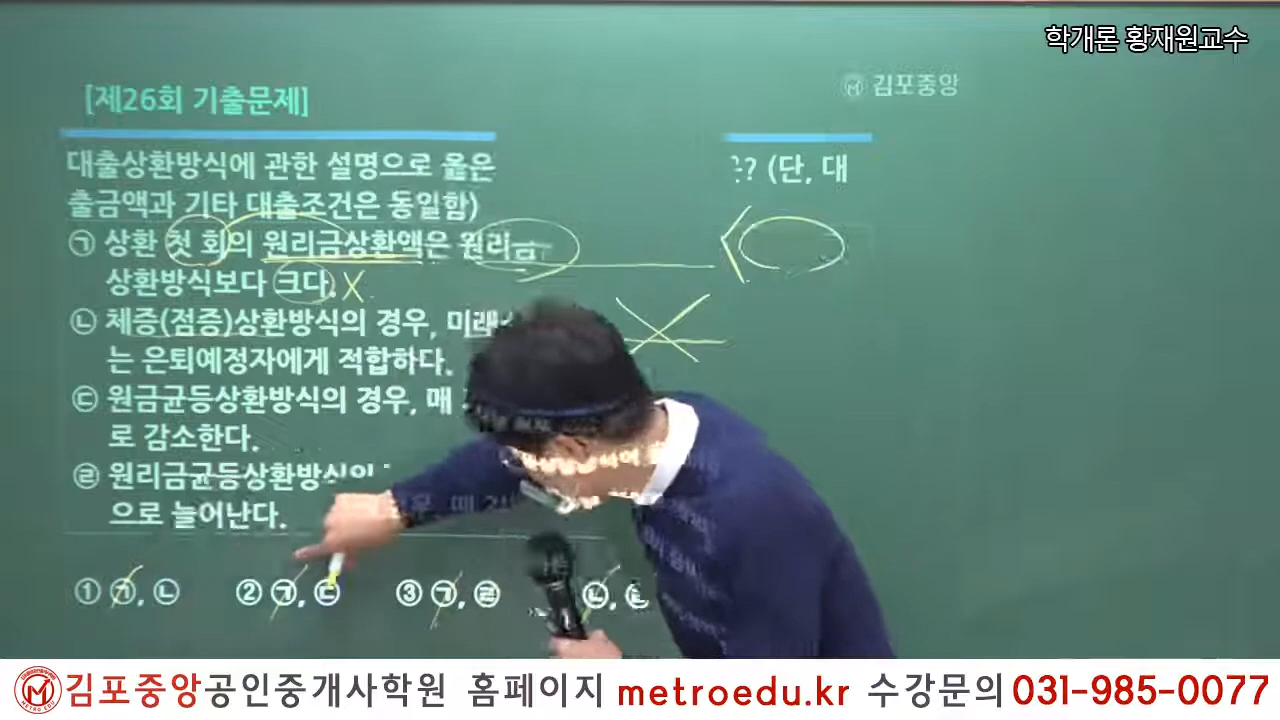 학개론 황재원교수
김포중앙
[제26회 기출문제]
대출상환방식에 관한 설명으로 옳은 ? (단, 대
출금액과 기타 대출조건은 동일함)
㉠ 상환 첫 회의 원리금상환액은 원리금
상환방식보다 크다. X
㉡ 체증(점증)상환방식의 경우, 미래
는 은퇴예정자에게 적합하다.
㉢ 원금균등상환방식의 경우, 매
로 감소한다.
㉣ 원리금균등상환방식의
으로 늘어난다.
① ㉠, ㉡ ② ㉠, ㉢ ③ ㉠, ㉣ ㉡,
김포중앙공인중개사학원 홈페이지 metroedu.kr 수강문의 031-985-0077